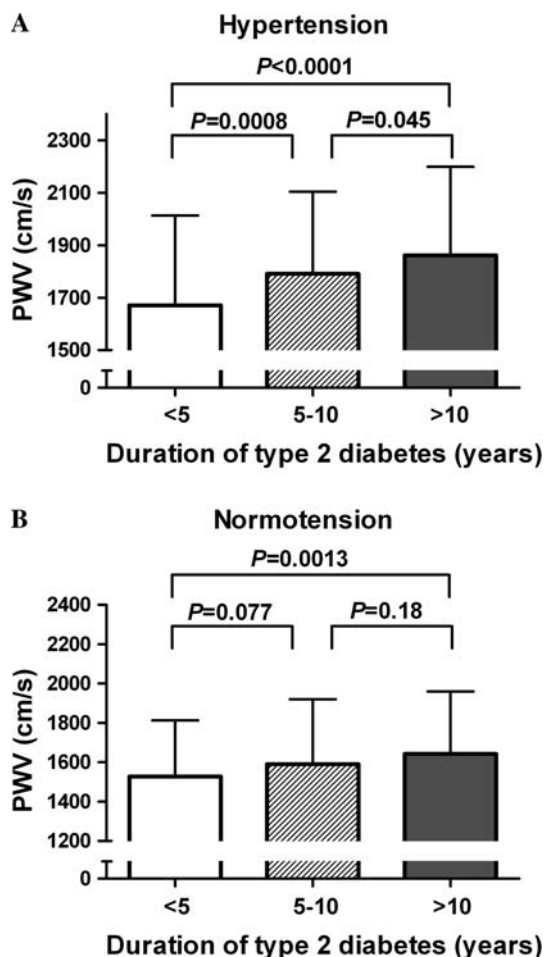 A
Hypertension
P<0.0001
P=0.0008
P=0.045
2300
2100
1900
1700
1500
0
PWV (cm/s)
<5
5-10
>10
Duration of type 2 diabetes (years)
B
Normotension
P=0.0013
P=0.077
P=0.18
2400
2200
2000
1800
1600
1400
1200
0
PWV (cm/s)
<5
5-10
>10
Duration of type 2 diabetes (years)